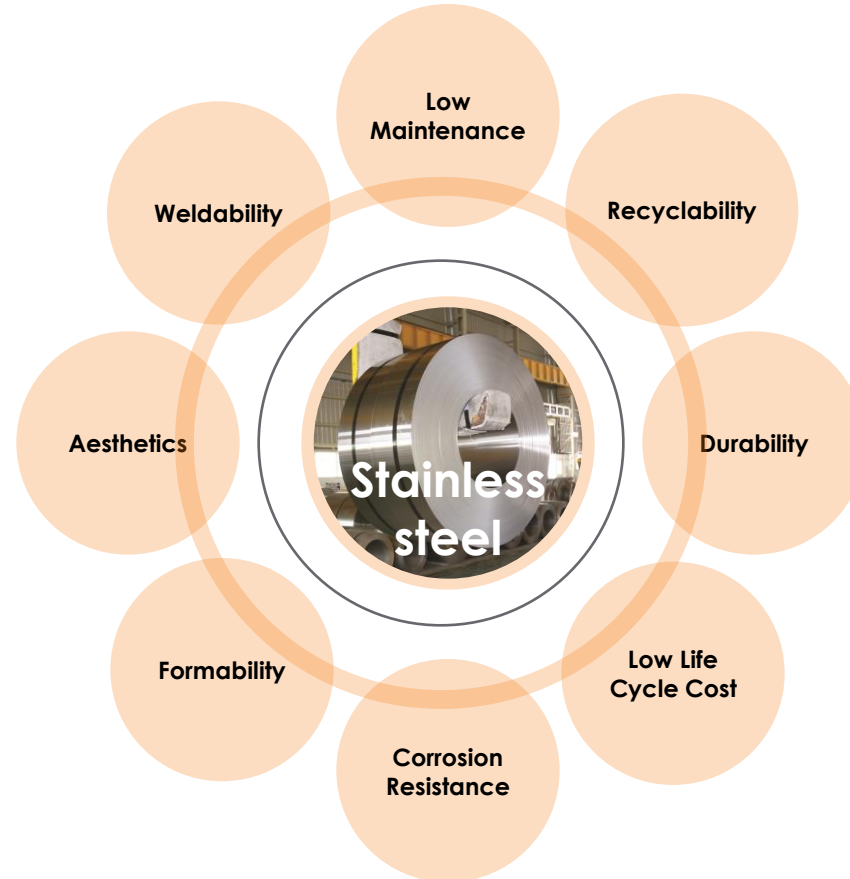 Low
Maintenance
Recyclability
Durability
Low Life
Cycle Cost
Corrosion
Resistance
Formability
Aesthetics
Weldability
Stainless
steel